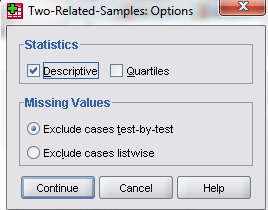 Two-Related-Samples: Options
Statistics
Descriptive Quartiles
Missing Values
Exclude cases test-by-test
Exclude cases listwise
Continue Cancel Help